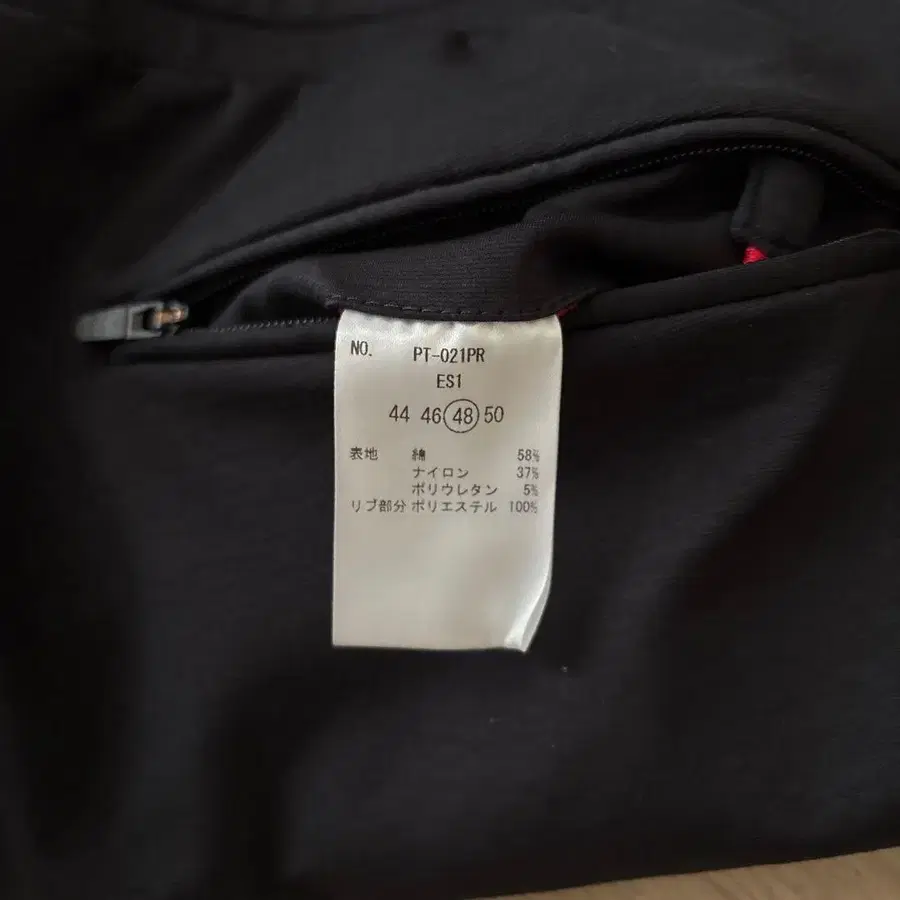 NO. PT-021PR
ES1
44 46 48 50
表地 綿 58%
ナイロン 37%
ポリウレタン 5%
リブ部分 ポリエステル 100%